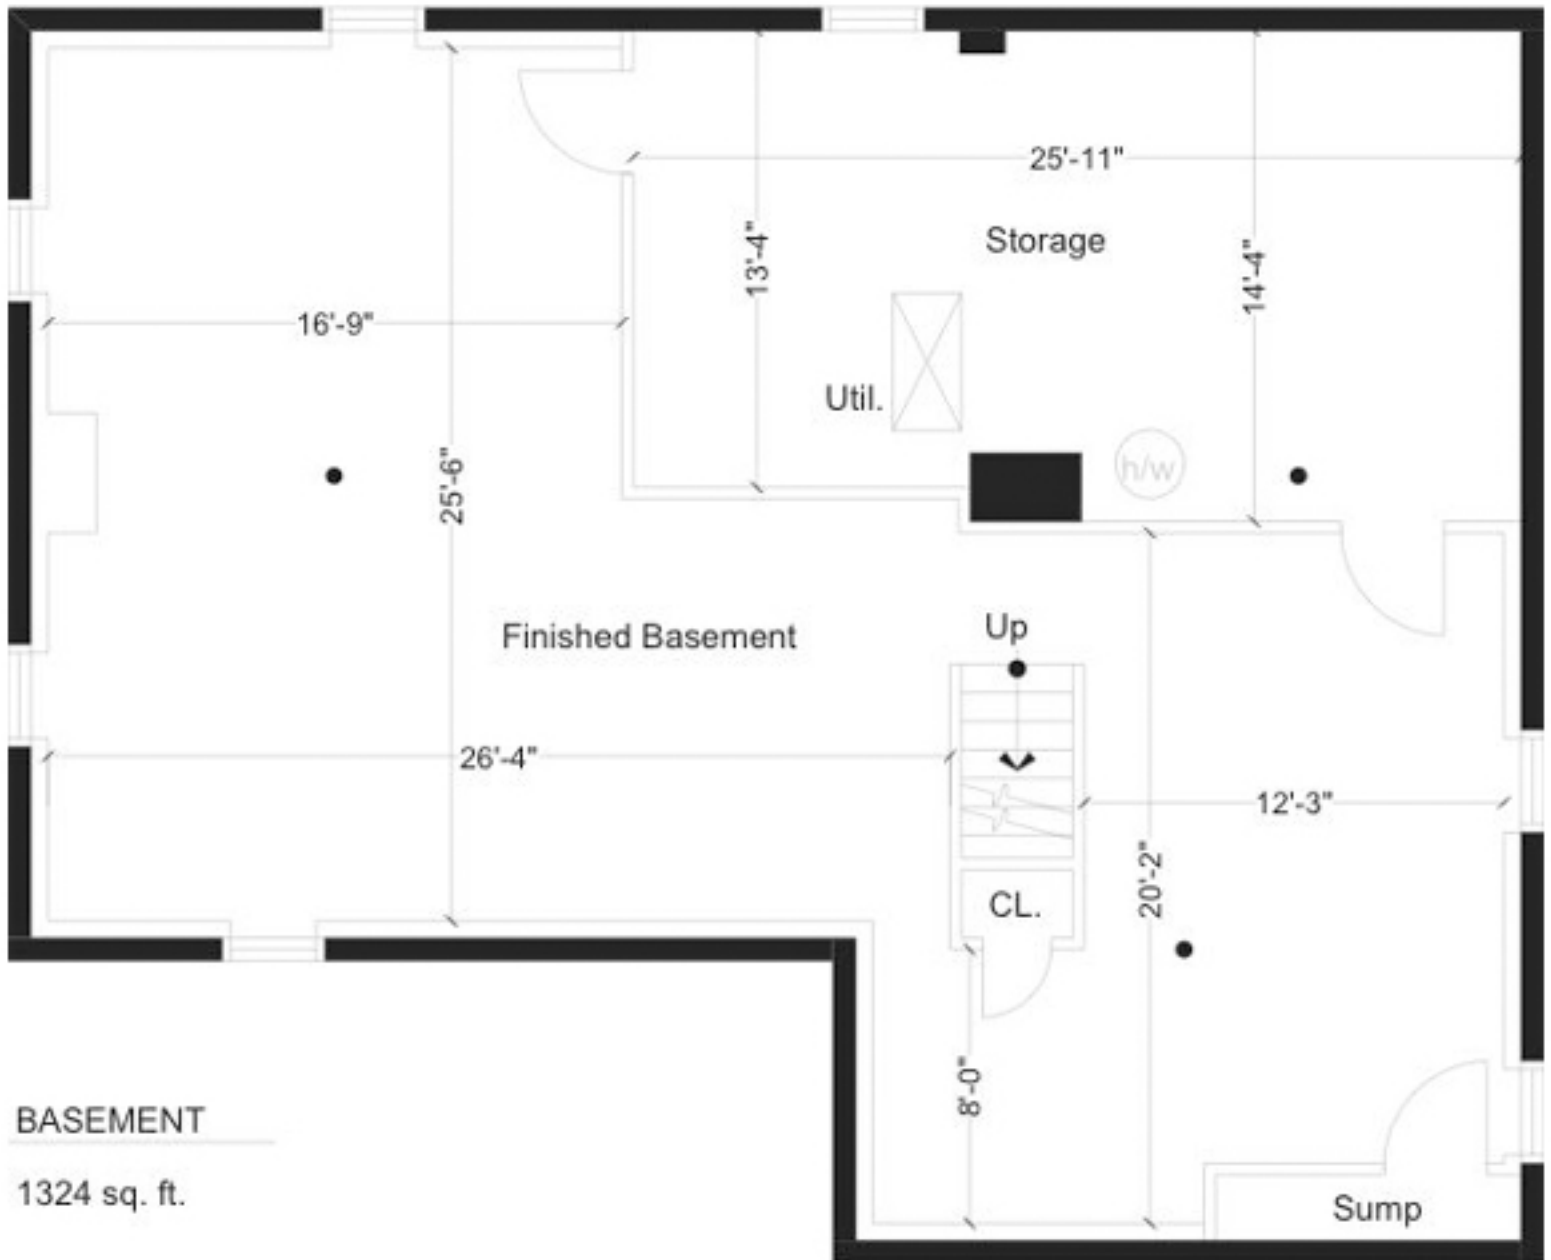 25'-11"
Storage
13'-4"
14'-4"
16'-9"
Util.
h/w
25'-6"
Up
Finished Basement
26'-4"
12'-3"
20'-2"
CL.
8'-0"
BASEMENT
1324 sq. ft.
Sump